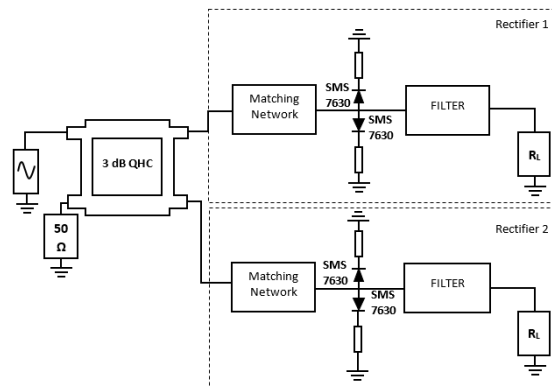 Rectifier 1
SMS
7630
Matching
Network
FILTER
SMS
7630
3 dB QHC
RL
50
Ω
Rectifier 2
SMS
7630
Matching
Network
FILTER
SMS
7630
RL